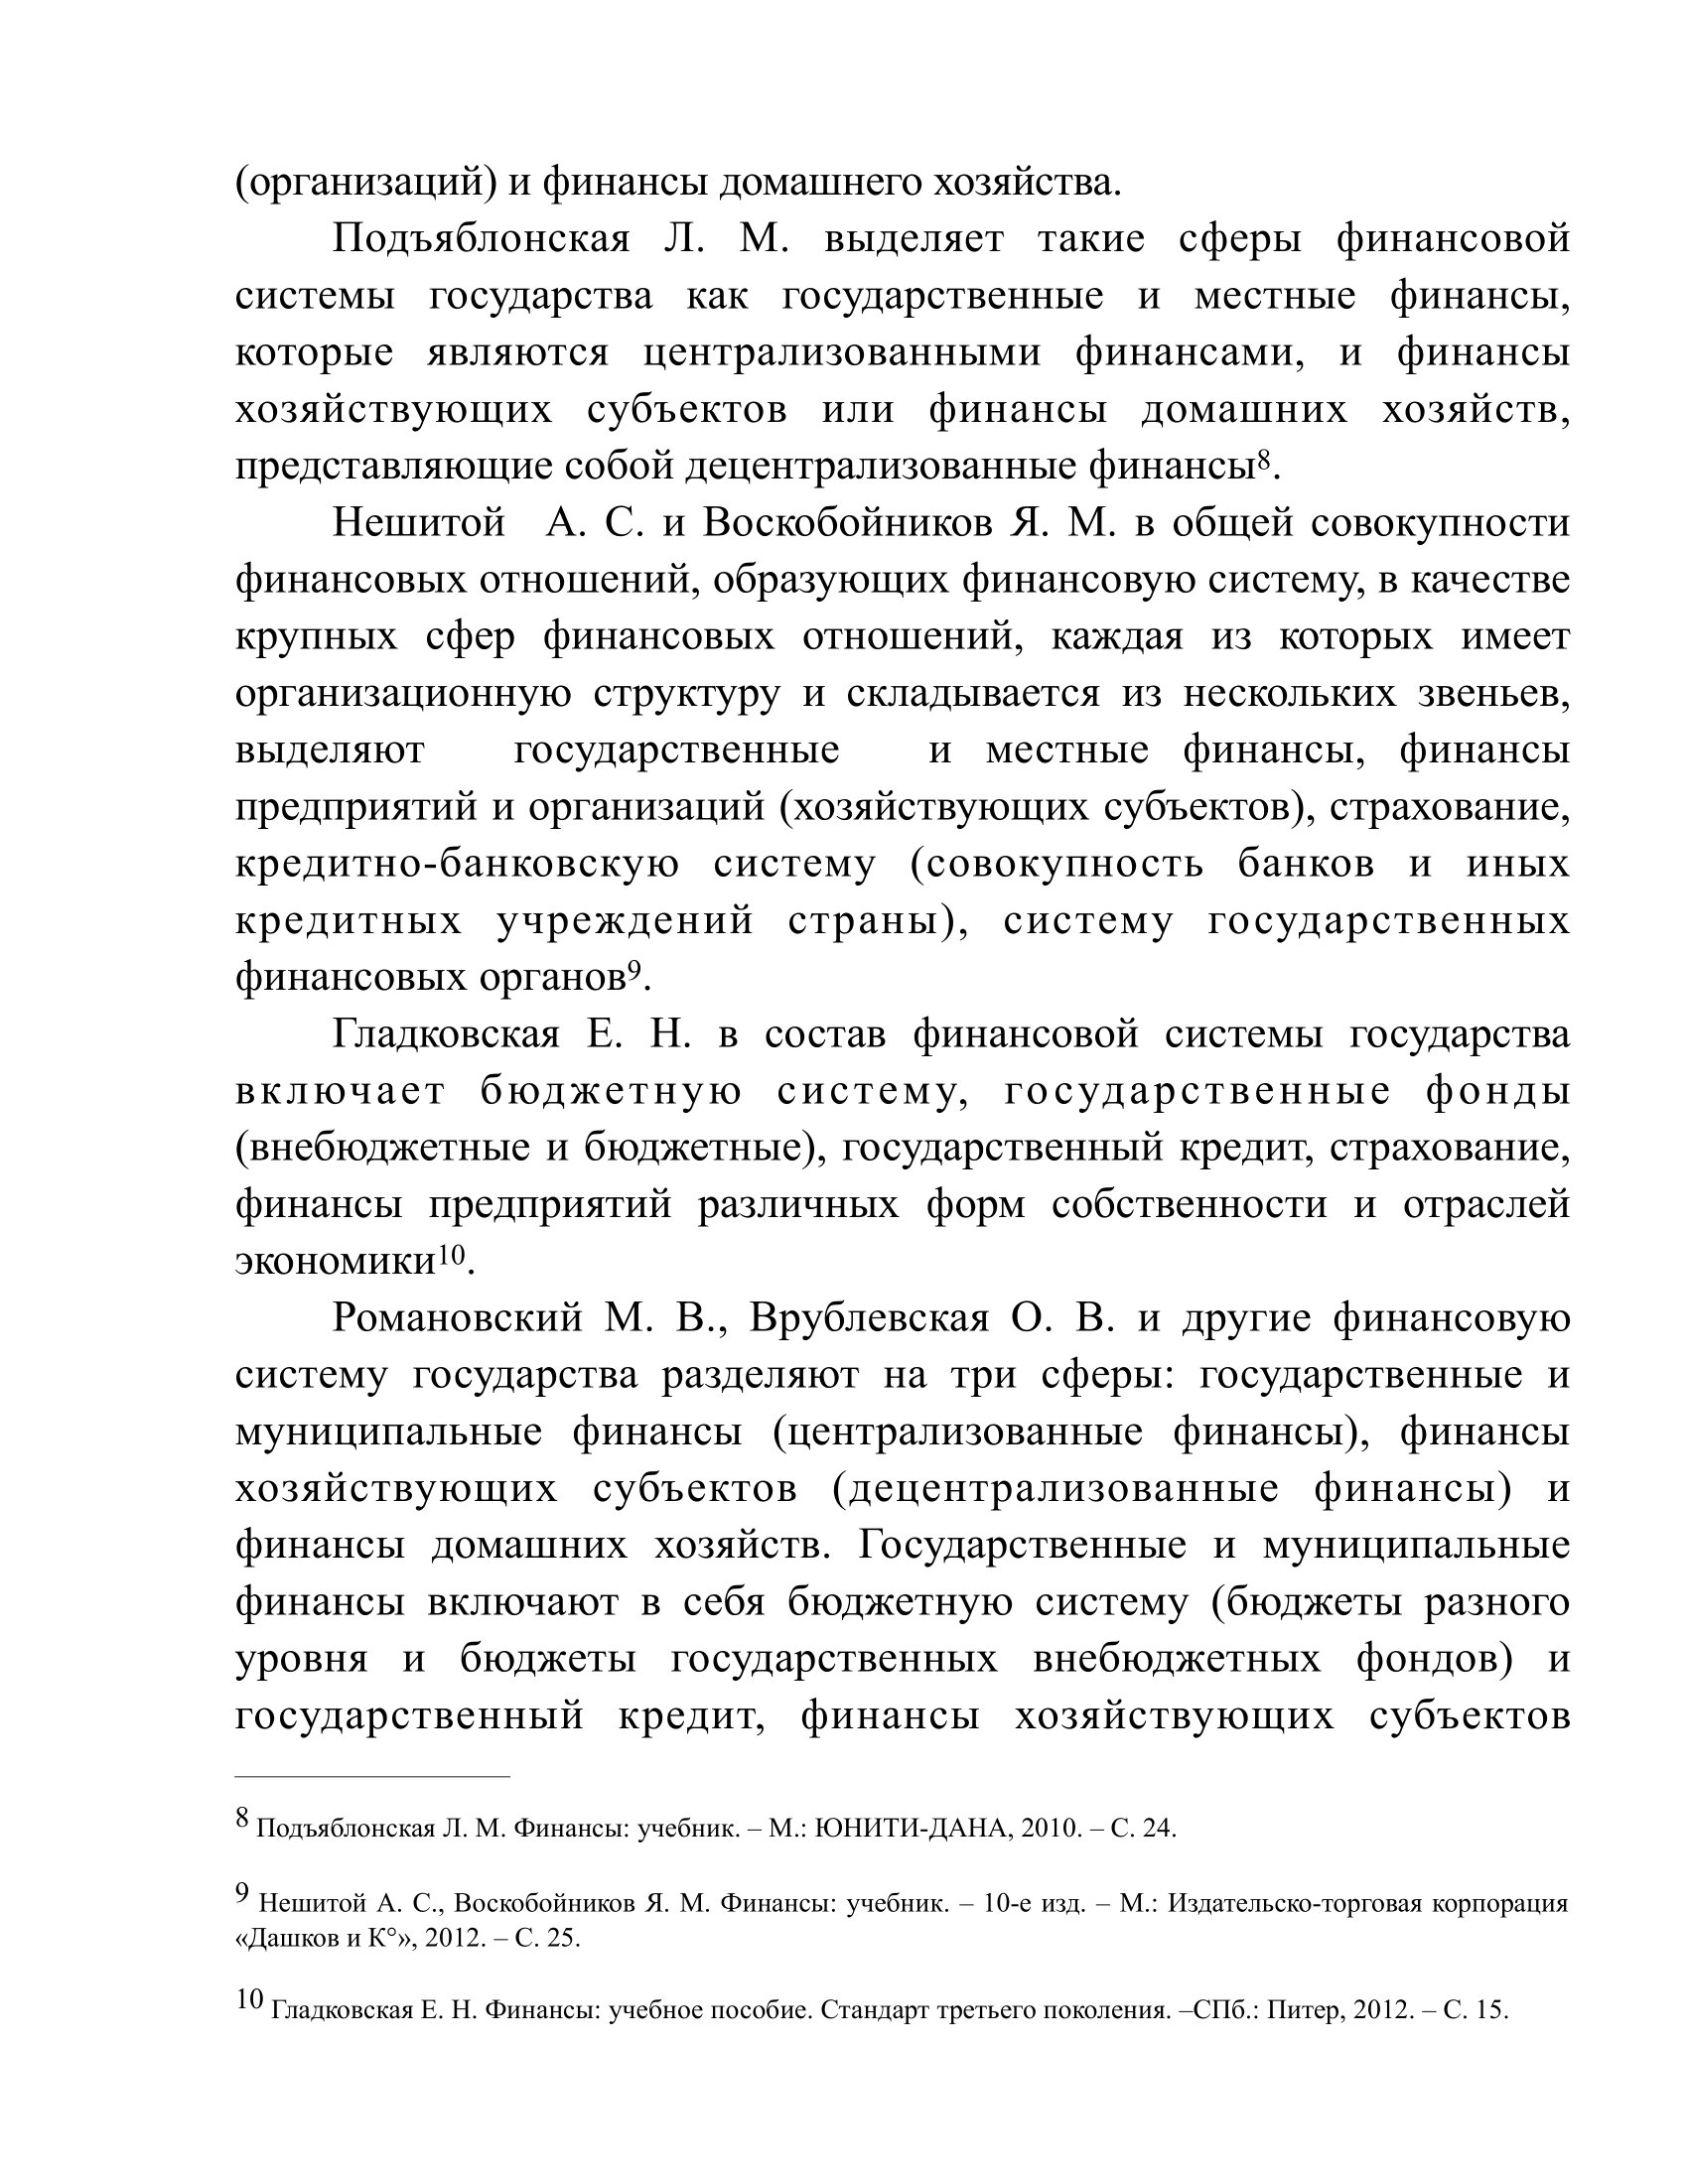 (организаций) и финансы домашнего хозяйства.
Подъяблонская Л. М. выделяет такие сферы финансовой
системы государства как государственные и местные финансы,
которые являются централизованными финансами, и финансы
хозяйствующих субъектов или финансы домашних хозяйств,
представляющие собой децентрализованные финансы8.
Нешитой А. С. и Воскобойников Я. М. в общей совокупности
финансовых отношений, образующих финансовую систему, в качестве
крупных сфер финансовых отношений, каждая из которых имеет
организационную структуру и складывается из нескольких звеньев,
выделяют государственные и местные финансы, финансы
предприятий и организаций (хозяйствующих субъектов), страхование,
кредитно-банковскую систему (совокупность банков и иных
кредитных учреждений страны), систему государственных
финансовых органов9.
Гладковская Е. Н. в состав финансовой системы государства
включает бюджетную систему, государственные фонды
(внебюджетные и бюджетные), государственный кредит, страхование,
финансы предприятий различных форм собственности и отраслей
экономики10.
Романовский М. В., Врублевская О. В. и другие финансовую
систему государства разделяют на три сферы: государственные и
муниципальные финансы (централизованные финансы), финансы
хозяйствующих субъектов (децентрализованные финансы) и
финансы домашних хозяйств. Государственные и муниципальные
финансы включают в себя бюджетную систему (бюджеты разного
уровня и бюджеты государственных внебюджетных фондов) и
государственный кредит, финансы хозяйствующих субъектов
8 Подъяблонская Л. М. Финансы: учебник. – М.: ЮНИТИ-ДАНА, 2010. – С. 24.
9 Нешитой А. С., Воскобойников Я. М. Финансы: учебник. – 10-е изд. – М.: Издательско-торговая корпорация
«Дашков и К°», 2012. – С. 25.
10 Гладковская Е. Н. Финансы: учебное пособие. Стандарт третьего поколения. –СПб.: Питер, 2012. – С. 15.